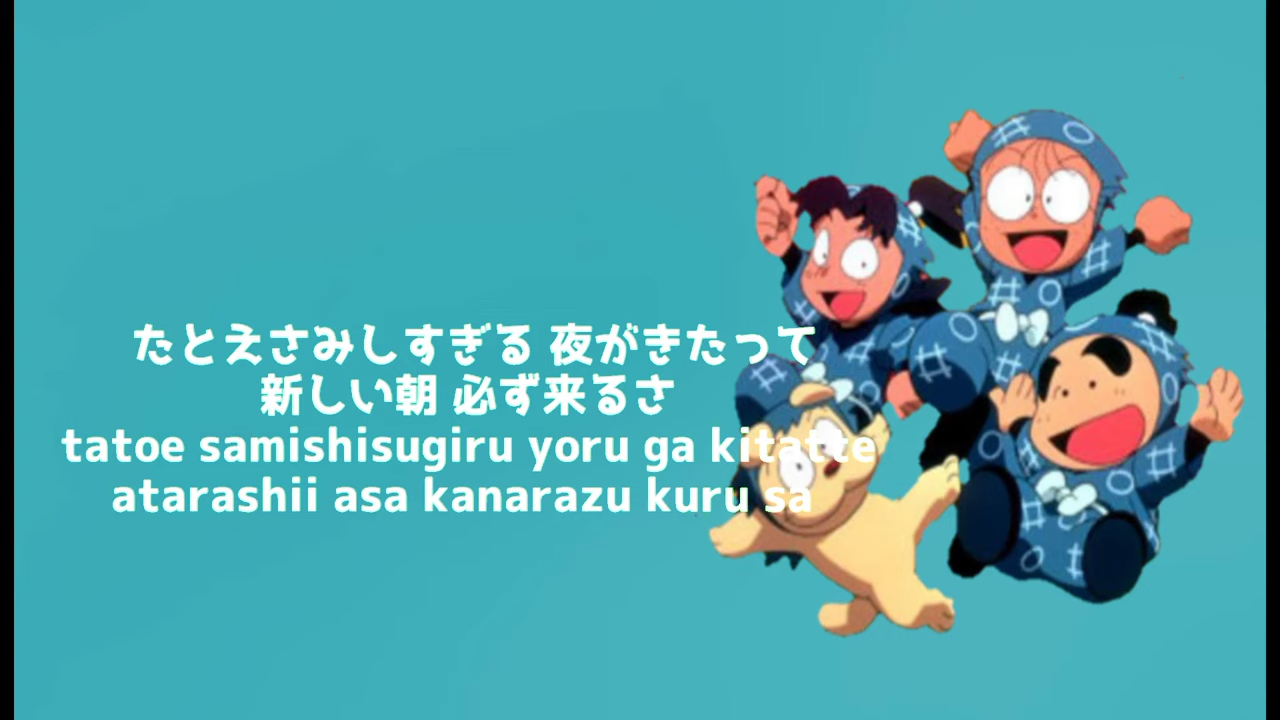 たとえさみしすぎる 夜がきたって
新しい朝 必ず来るさ
tatoe samishisugiru yoru ga kitatte
atarashii asa kanarazu kuru sa